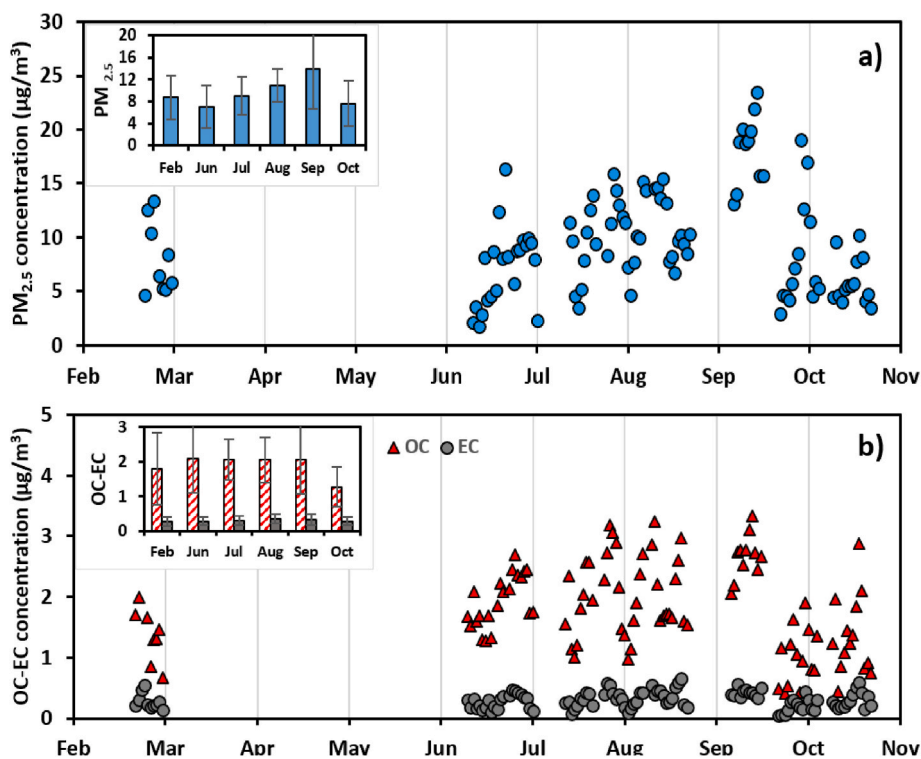 a)
PM2.5 concentration (µg/m³)
30
25
20
15
10
5
0
Feb Mar Apr May Jun Jul Aug Sep Oct Nov
PM 2.5
20
16
12
8
4
0
Feb Jun Jul Aug Sep Oct
b)
OC-EC concentration (µg/m³)
5
4
3
2
1
0
Feb Mar Apr May Jun Jul Aug Sep Oct Nov
OC EC
OC-EC
3
2
1
0
Feb Jun Jul Aug Sep Oct